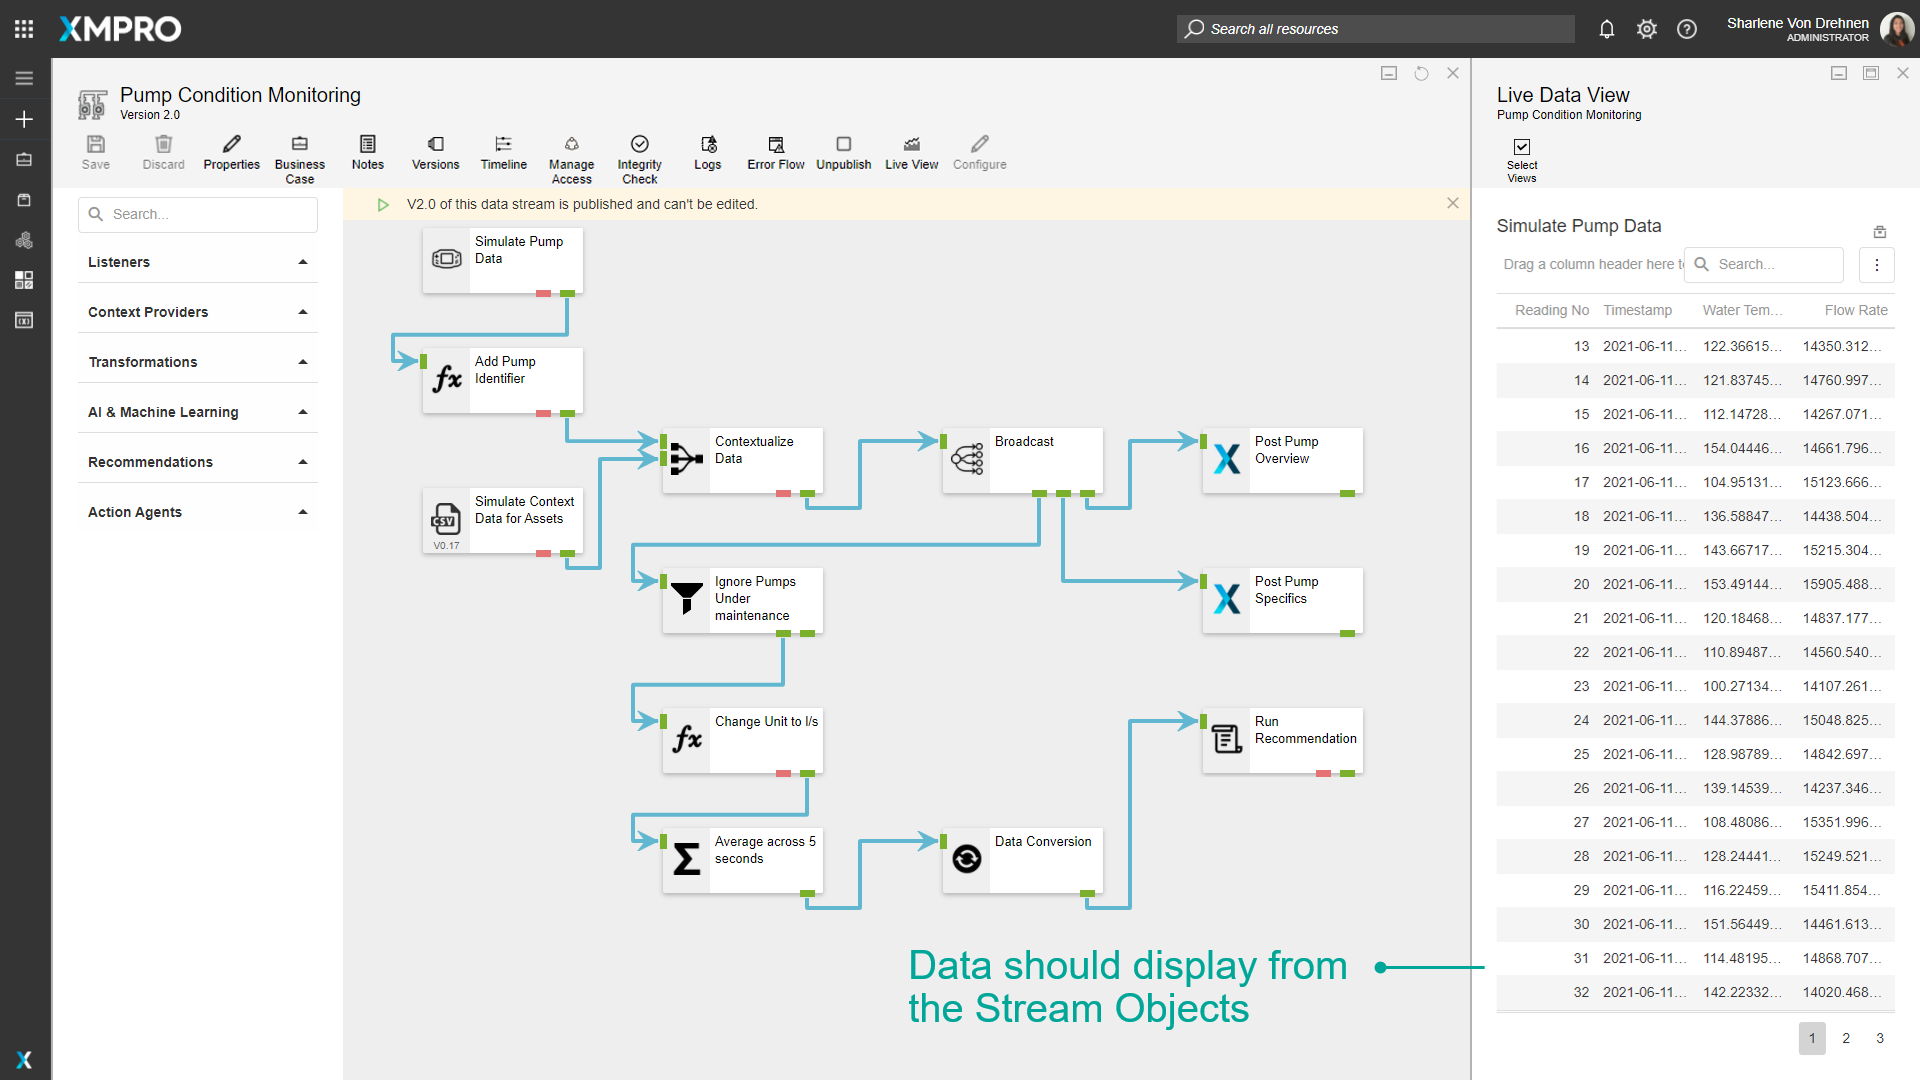 XMPRO
Search all resources
Sharlene Von Drehnen
ADMINISTRATOR
Pump Condition Monitoring
Version 2.0
Save
Discard
Properties
Business
Case
Notes
Versions
Timeline
Manage
Access
Integrity
Check
Logs
Error Flow
Unpublish
Live View
Configure
V2.0 of this data stream is published and can't be edited.
Search...
Listeners
Context Providers
Transformations
AI & Machine Learning
Recommendations
Action Agents
Simulate Pump
Data
Add Pump
Identifier
Contextualize
Data
Broadcast
Post Pump
Overview
Simulate Context
Data for Assets
CSV
V0.17
Ignore Pumps
Under
maintenance
Post Pump
Specifics
Change Unit to l/s
Run
Recommendation
Average across 5
seconds
Data Conversion
Data should display from
the Stream Objects
Live Data View
Pump Condition Monitoring
Select
Views
Simulate Pump Data
Drag a column header here t
Search...
Reading No Timestamp Water Tem... Flow Rate
13 2021-06-11... 122.36615... 14350.312...
14 2021-06-11... 121.83745... 14760.997...
15 2021-06-11... 112.14728... 14267.071...
16 2021-06-11... 154.04446... 14661.796...
17 2021-06-11... 104.95131... 15123.666...
18 2021-06-11... 136.58847... 14438.504...
19 2021-06-11... 143.66717... 15215.304...
20 2021-06-11... 153.49144... 15905.488...
21 2021-06-11... 120.18468... 14837.177...
22 2021-06-11... 110.89487... 14560.540...
23 2021-06-11... 100.27134... 14107.261...
24 2021-06-11... 144.37886... 15048.825...
25 2021-06-11... 128.98789... 14842.697...
26 2021-06-11... 139.14539... 14237.346...
27 2021-06-11... 108.48086... 15351.996...
28 2021-06-11... 128.24441... 15249.521...
29 2021-06-11... 116.22459... 15411.854...
30 2021-06-11... 151.56449... 14461.613...
31 2021-06-11... 114.48195... 14868.707...
32 2021-06-11... 142.22332... 14020.468...
1 2 3